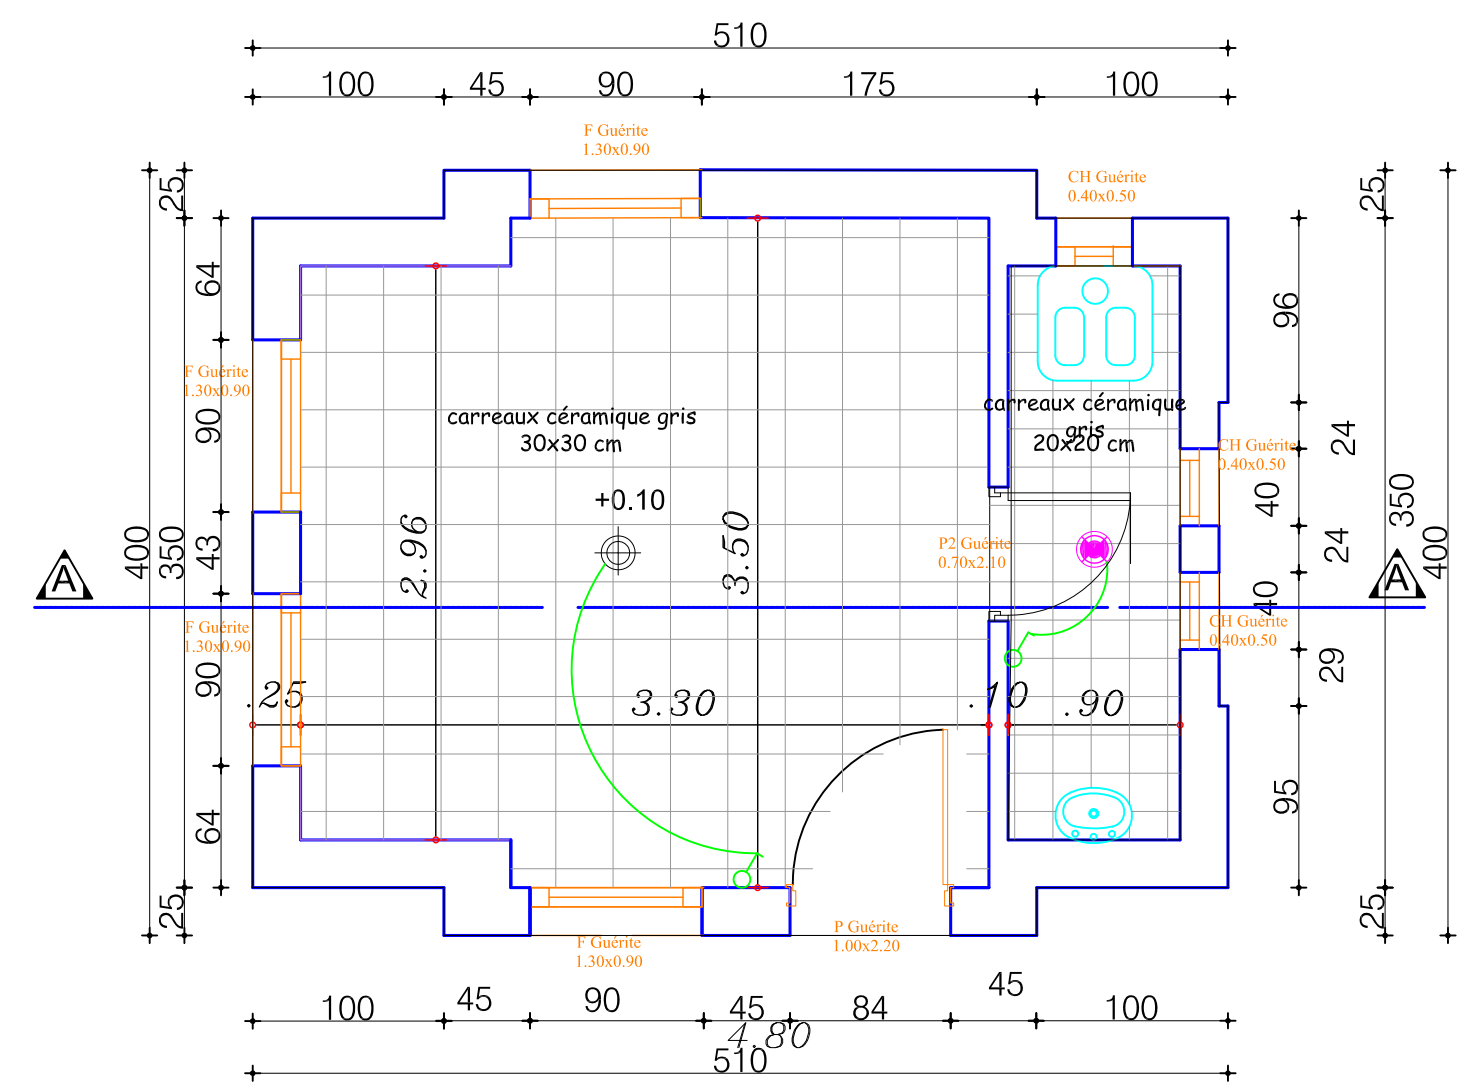 510
100
45
90
175
100
F Guérite
1.30x0.90
CH Guérite
0.40x0.50
25
25
64
96
F Guérite
1.30x0.90
carreaux céramique gris
30x30 cm
carreaux céramique
gris
20x20 cm
90
24
CH Guérite
0.40x0.50
+0.10
40
350
400
350
43
2.96
3.50
P2 Guérite
0.70x2.10
24
400
A
A
40
F Guérite
1.30x0.90
CH Guérite
0.40x0.50
90
29
.25
3.30
.10
.90
64
95
25
25
P Guérite
1.00x2.20
F Guérite
1.30x0.90
100
45
90
45
84
45
100
4.80
510